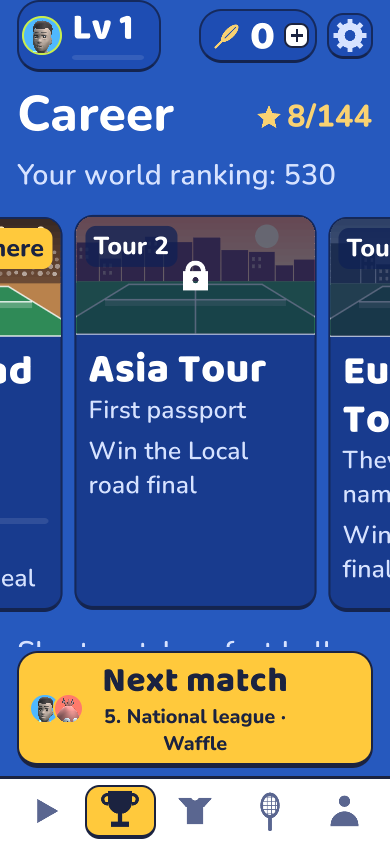 Lv 1
0
Career
8/144
Your world ranking: 530
Tour 2
Asia Tour
First passport
Win the Local
road final
Next match
5. National league ·
Waffle